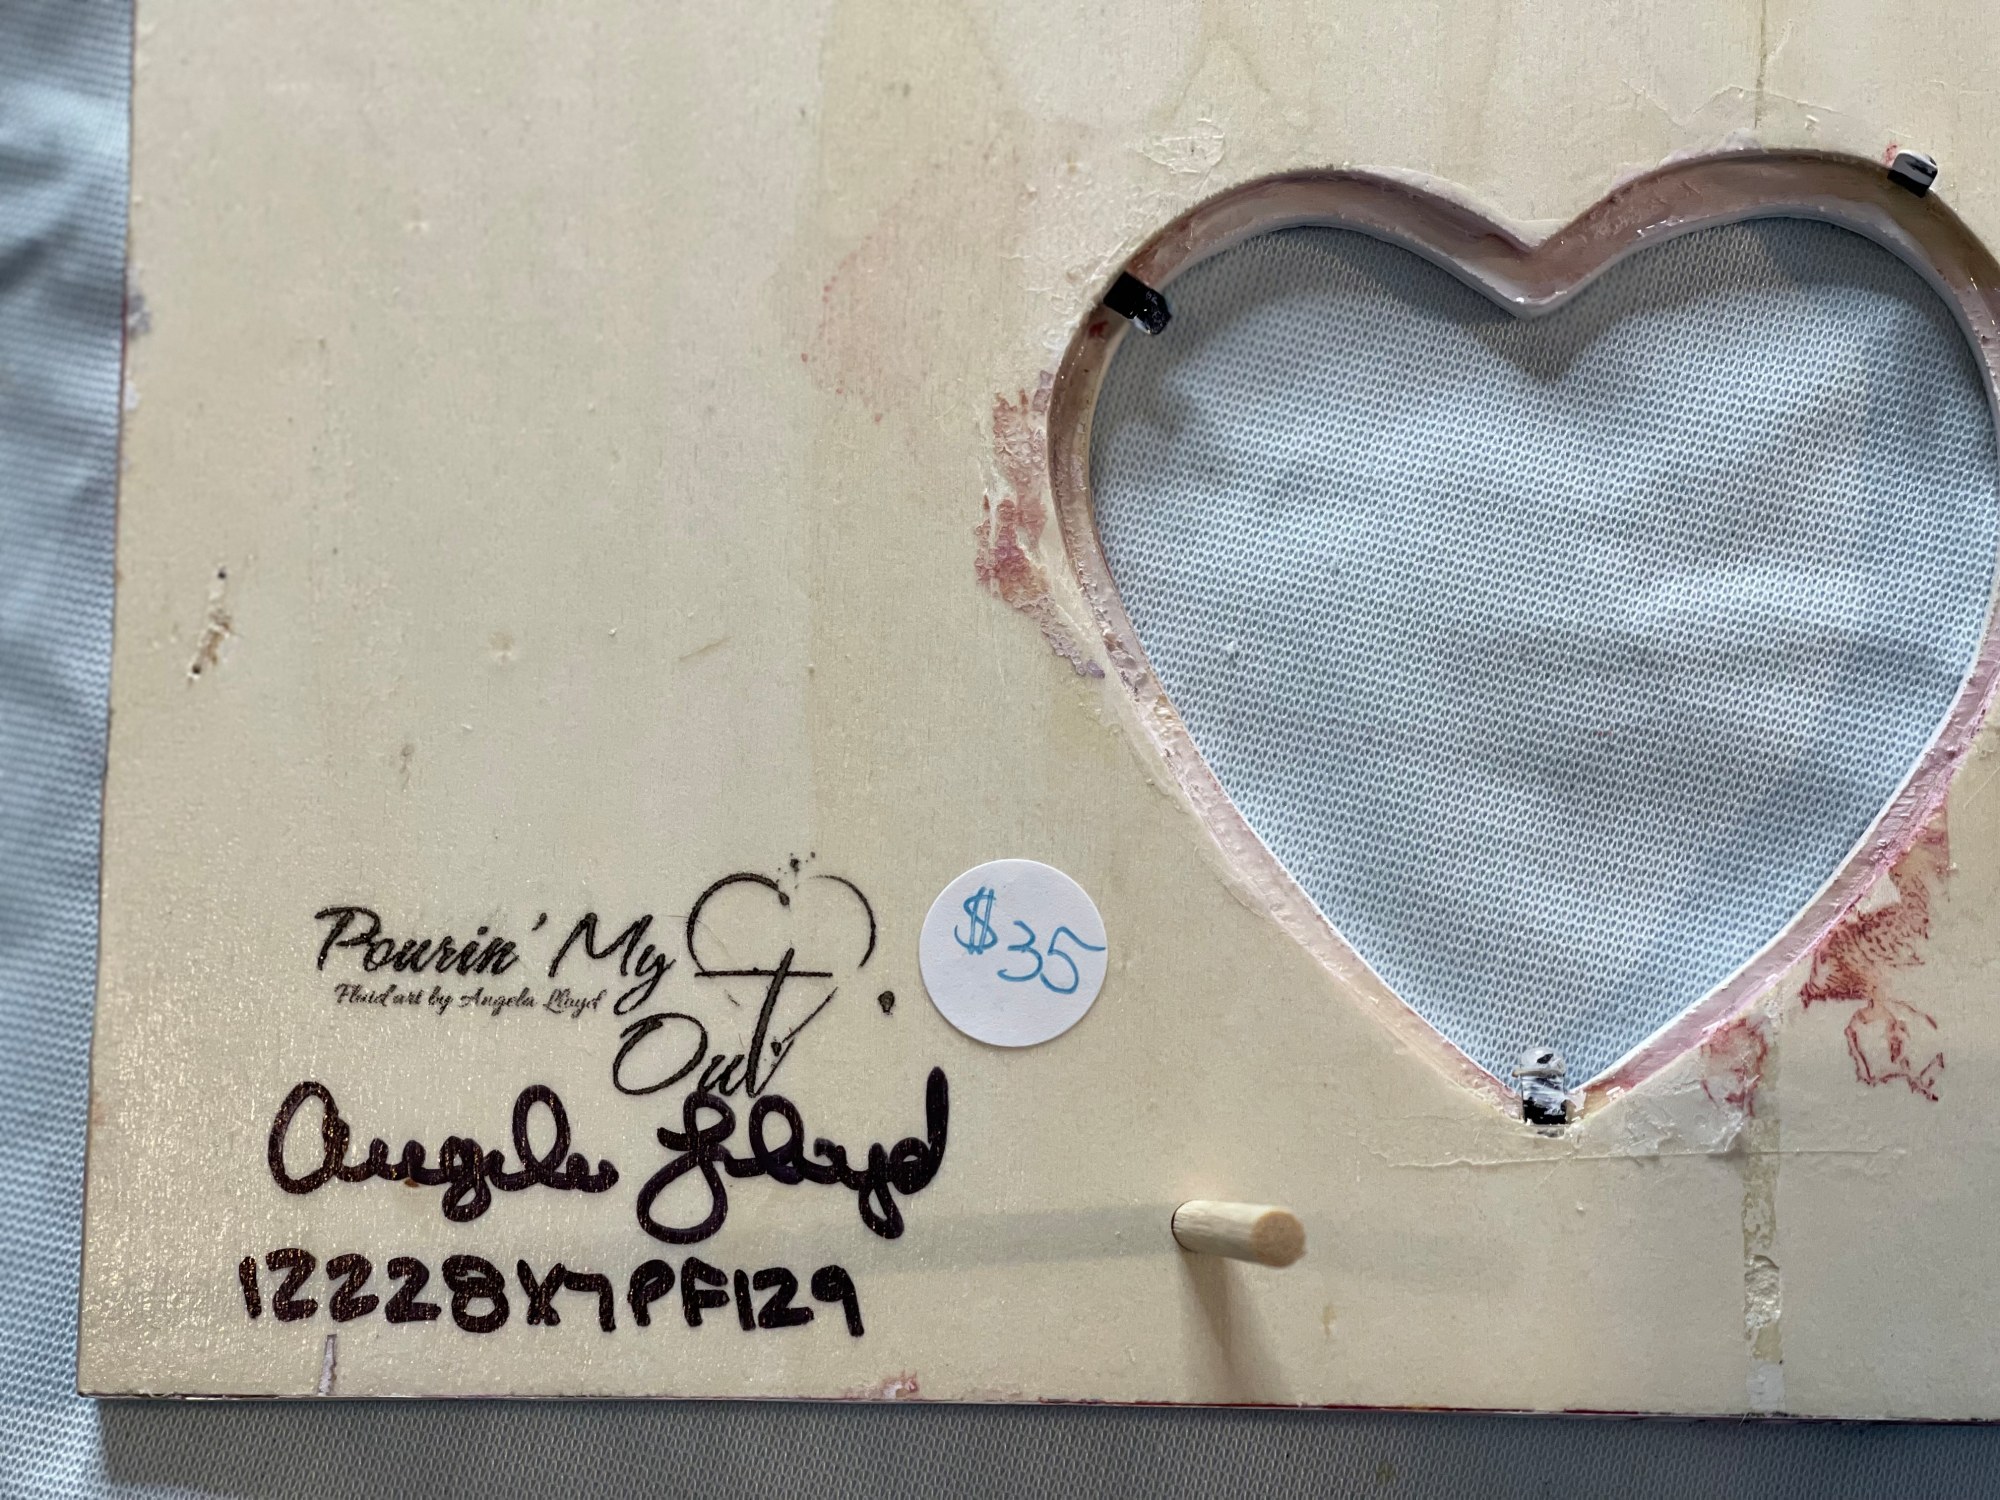 Pourin' My
Out
Fluid art by Angela Lloyd
$35
Angela Lloyd
12228X7PF129